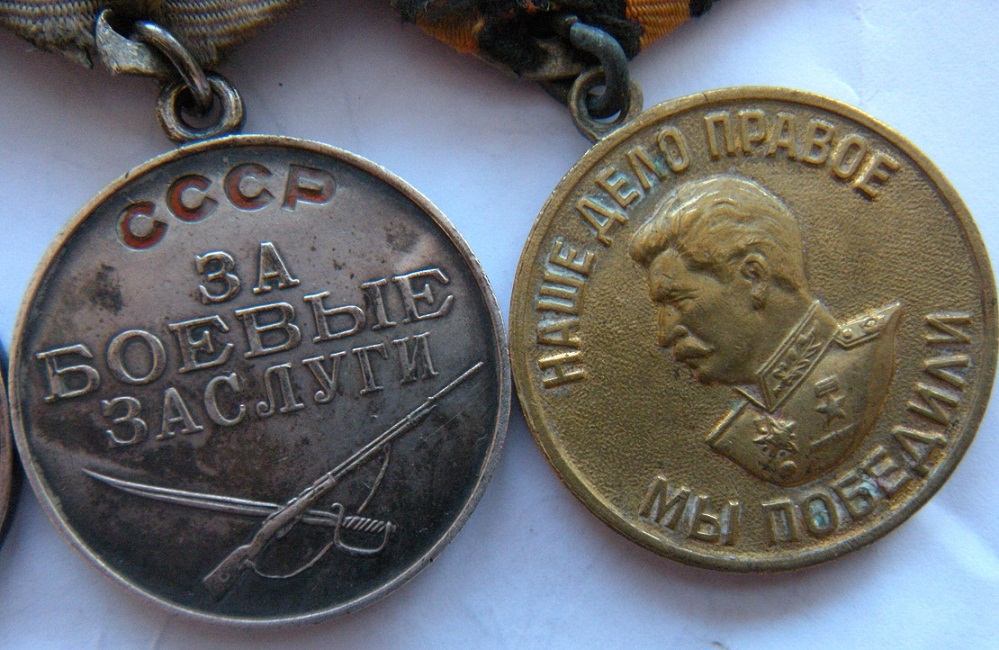 СССР
ЗА
БОЕВЫЕ
ЗАСЛУГИ
НАШЕ ДЕЛО ПРАВОЕ
МЫ ПОБЕДИЛИ